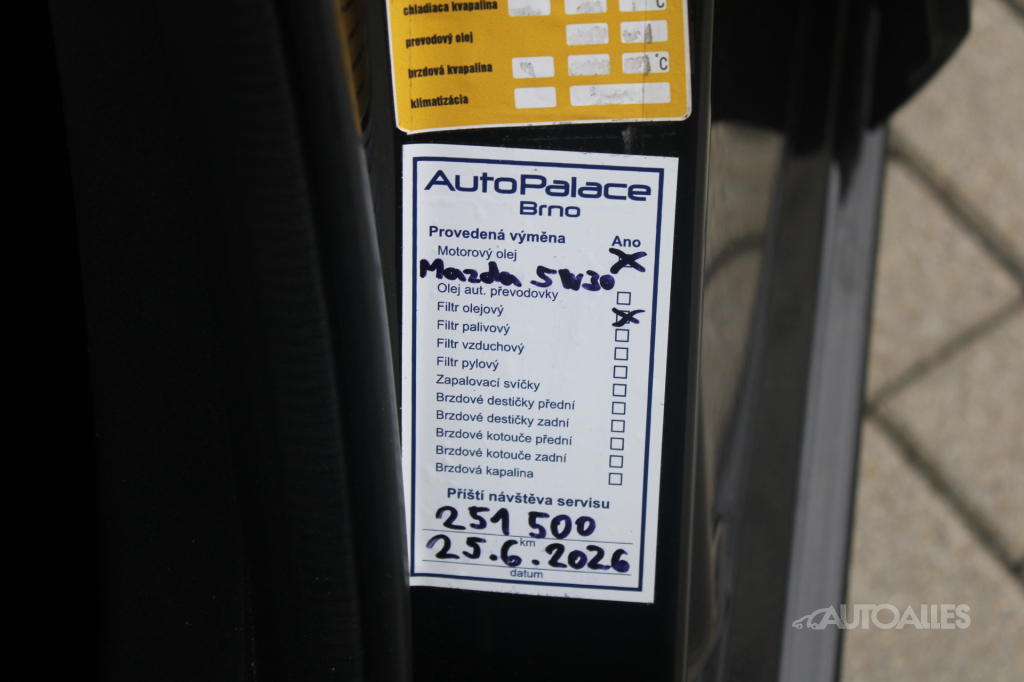 chladiaca kvapalina °C
prevodový olej
brzdová kvapalina °C
klimatizácia
AutoPalace
Brno
Provedená výměna Ano
Motorový olej
Mazda 5W30
Olej aut. převodovky
Filtr olejový
Filtr palivový
Filtr vzduchový
Filtr pylový
Zapalovací svíčky
Brzdové destičky přední
Brzdové destičky zadní
Brzdové kotouče přední
Brzdové kotouče zadní
Brzdová kapalina
Příští návštěva servisu
251 500
km
25.6.2026
datum
AUTOALLES